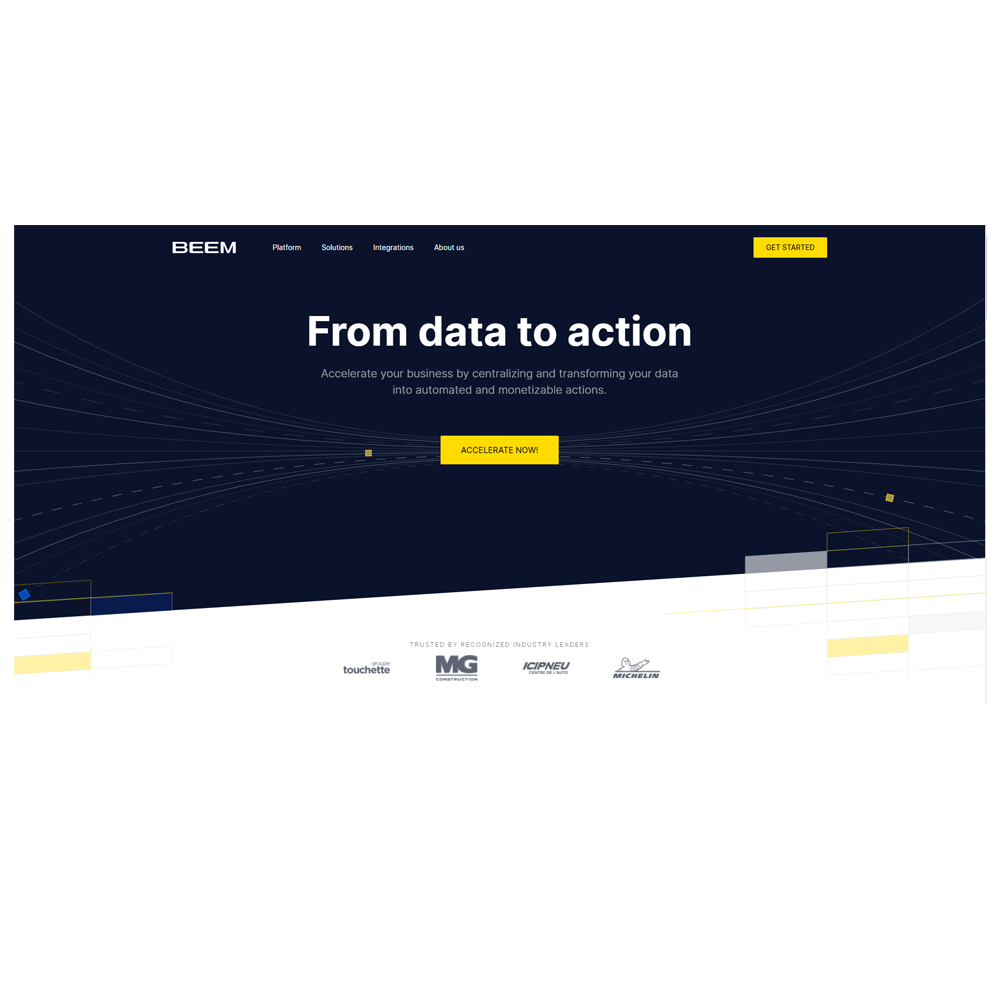 BEEM
Platform
Solutions
Integrations
About us
GET STARTED
From data to action
Accelerate your business by centralizing and transforming your data
into automated and monetizable actions.
ACCELERATE NOW!
TRUSTED BY RECOGNIZED INDUSTRY LEADERS
groupe
touchette
MG
CONSTRUCTION
ICIPNEU
CENTRE DE L'AUTO
MICHELIN